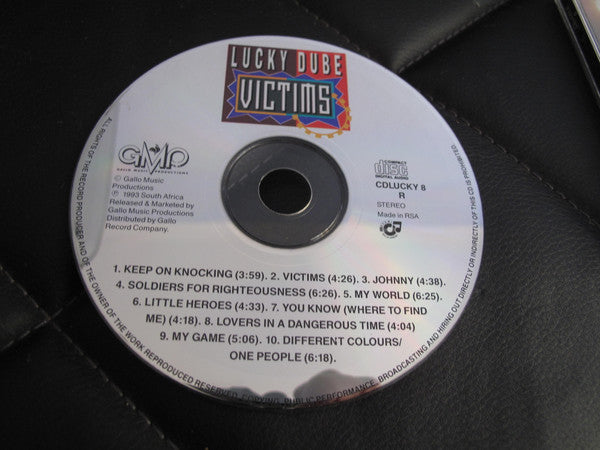 LUCKY DUBE
VICTIMS
GMP
GALLO MUSIC PRODUCTIONS
© Gallo Music
Productions
℗ 1993 South Africa
Released & Marketed by
Gallo Music Productions
Distributed by Gallo
Record Company.
COMPACT
disc
DIGITAL AUDIO
CDLUCKY 8
R
STEREO
Made in RSA
1. KEEP ON KNOCKING (3:59). 2. VICTIMS (4:26). 3. JOHNNY (4:38).
4. SOLDIERS FOR RIGHTEOUSNESS (6:26). 5. MY WORLD (6:25).
6. LITTLE HEROES (4:33). 7. YOU KNOW (WHERE TO FIND
ME) (4:18). 8. LOVERS IN A DANGEROUS TIME (4:04)
9. MY GAME (5:06). 10. DIFFERENT COLOURS/
ONE PEOPLE (6:18).
ALL RIGHTS OF THE RECORD PRODUCER AND OF THE OWNER OF THE WORK REPRODUCED RESERVED. COPYING, PUBLIC PERFORMANCE, BROADCASTING AND HIRING OUT DIRECTLY OR INDIRECTLY OF THIS CD IS PROHIBITED.